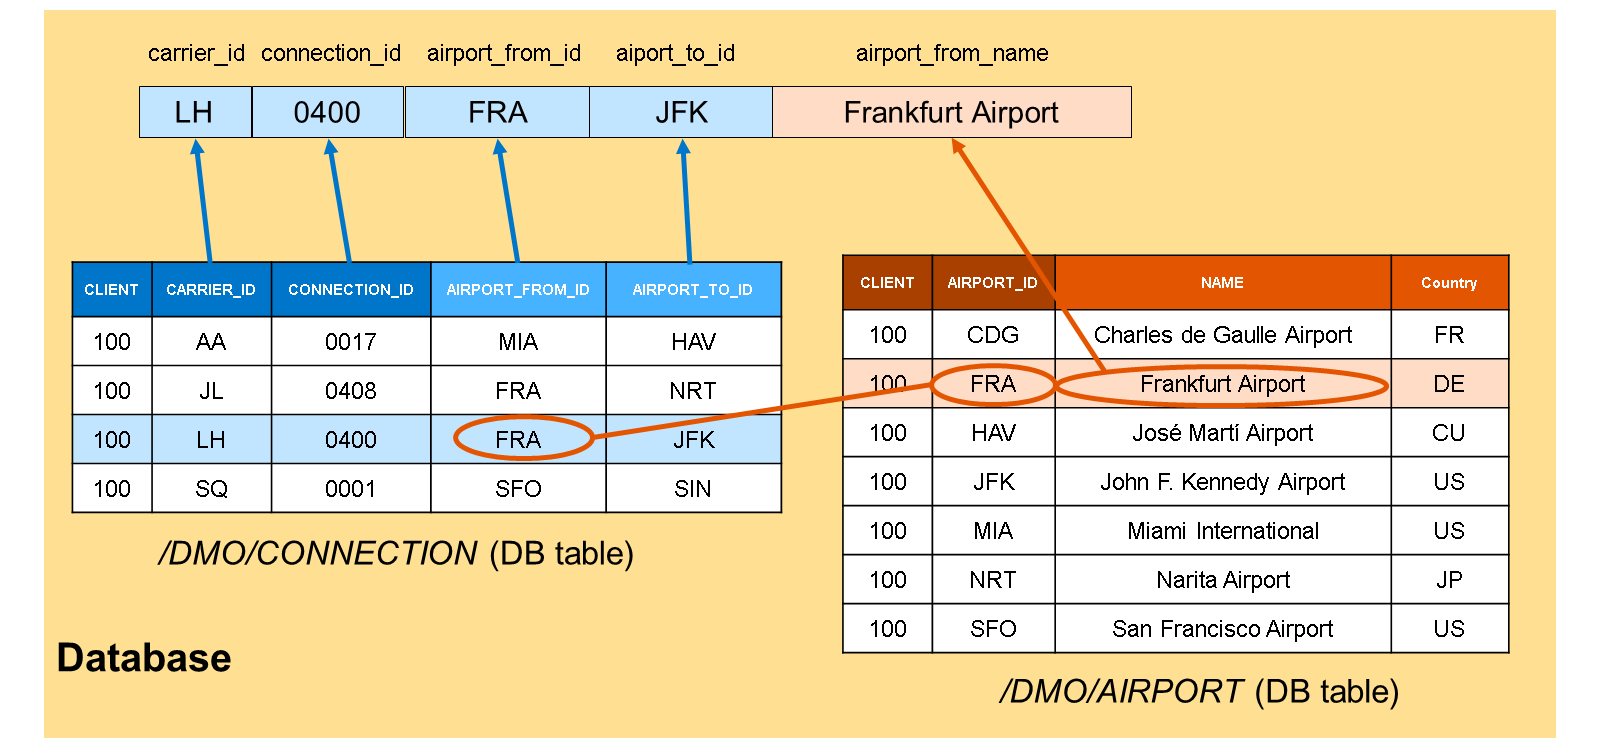 carrier_id connection_id airport_from_id aiport_to_id airport_from_name
LH 0400 FRA JFK Frankfurt Airport
CLIENT CARRIER_ID CONNECTION_ID AIRPORT_FROM_ID AIRPORT_TO_ID
100 AA 0017 MIA HAV
100 JL 0408 FRA NRT
100 LH 0400 FRA JFK
100 SQ 0001 SFO SIN
/DMO/CONNECTION (DB table)
CLIENT AIRPORT_ID NAME Country
100 CDG Charles de Gaulle Airport FR
100 FRA Frankfurt Airport DE
100 HAV José Martí Airport CU
100 JFK John F. Kennedy Airport US
100 MIA Miami International US
100 NRT Narita Airport JP
100 SFO San Francisco Airport US
/DMO/AIRPORT (DB table)
Database